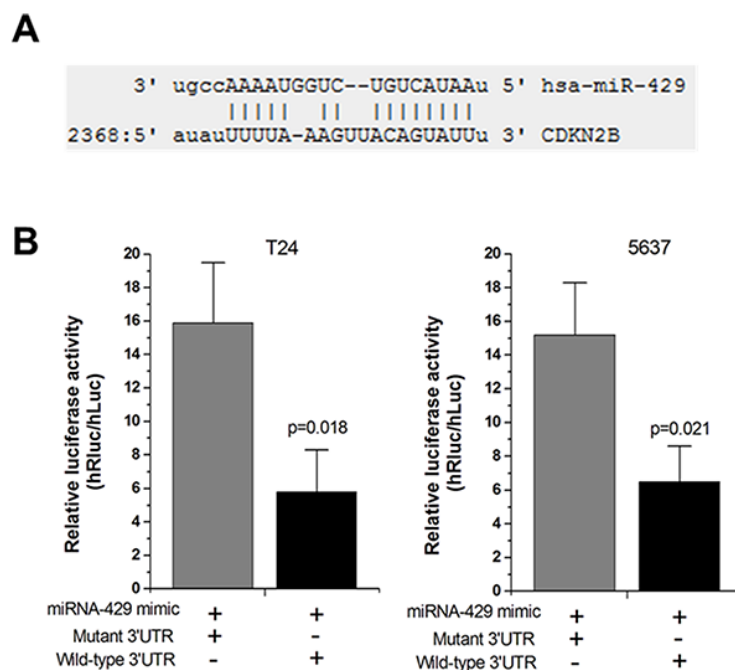 A
3' ugccAAAAUGGUC--UGUCAUAAu 5' hsa-miR-429
||||| || ||||||||
2368:5' auauUUUUA-AAGUUACAGUAUUu 3' CDKN2B
B
T24
Relative luciferase activity
(hRluc/hLuc)
20
18
16
14
12
10
8
6
4
2
0
p=0.018
miRNA-429 mimic + +
Mutant 3'UTR + -
Wild-type 3'UTR - +
5637
Relative luciferase activity
(hRluc/hLuc)
20
18
16
14
12
10
8
6
4
2
0
p=0.021
miRNA-429 mimic + +
Mutant 3'UTR + -
Wild-type 3'UTR - +